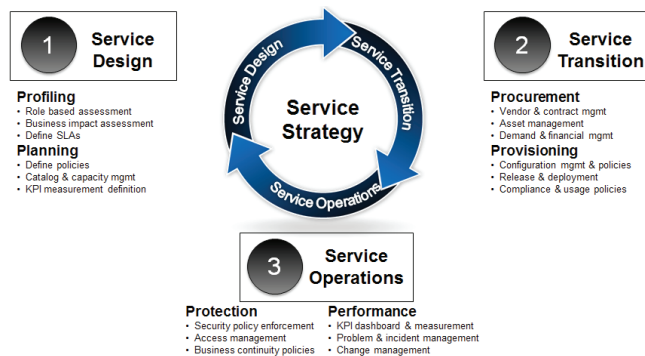 1
Service
Design
Profiling
• Role based assessment
• Business impact assessment
• Define SLAs
Planning
• Define policies
• Catalog & capacity mgmt
• KPI measurement definition
Service Design
Service Transition
Service Operations
Service
Strategy
2
Service
Transition
Procurement
• Vendor & contract mgmt
• Asset management
• Demand & financial mgmt
Provisioning
• Configuration mgmt & policies
• Release & deployment
• Compliance & usage policies
3
Service
Operations
Protection
• Security policy enforcement
• Access management
• Business continuity policies
Performance
• KPI dashboard & measurement
• Problem & incident management
• Change management